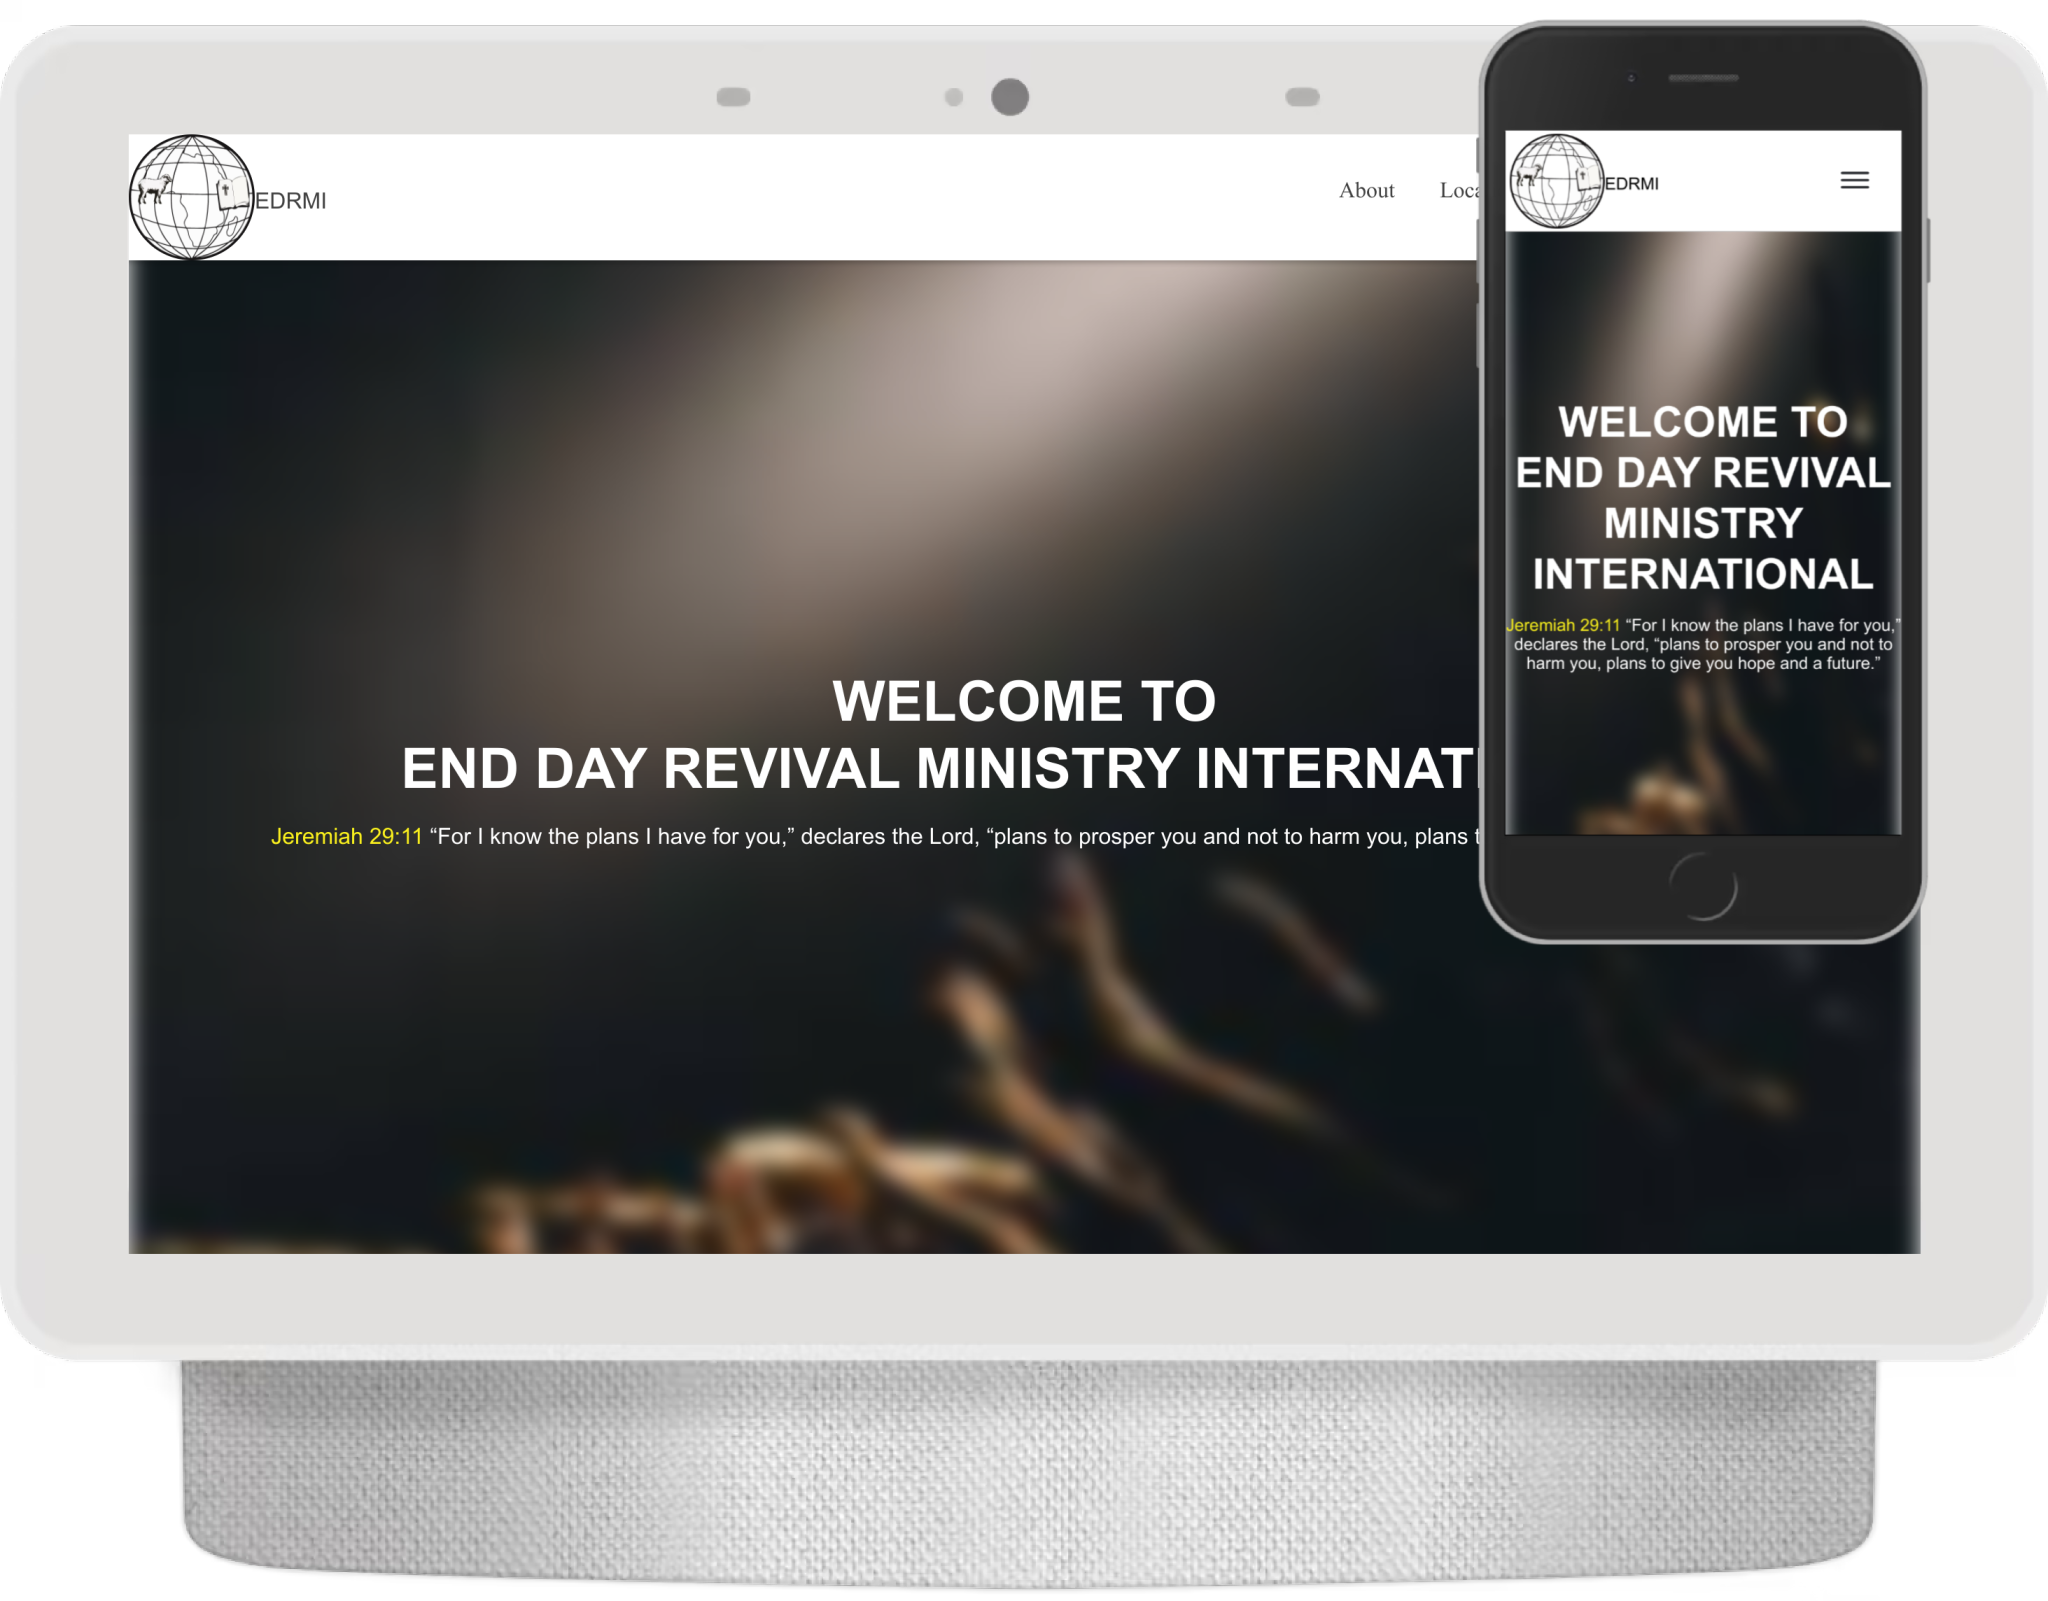 EDRMI
About Loca
WELCOME TO
END DAY REVIVAL MINISTRY INTERNATI
Jeremiah 29:11 “For I know the plans I have for you,” declares the Lord, “plans to prosper you and not to harm you, plans t
EDRMI
WELCOME TO
END DAY REVIVAL
MINISTRY
INTERNATIONAL
Jeremiah 29:11 “For I know the plans I have for you,”
declares the Lord, “plans to prosper you and not to
harm you, plans to give you hope and a future.”